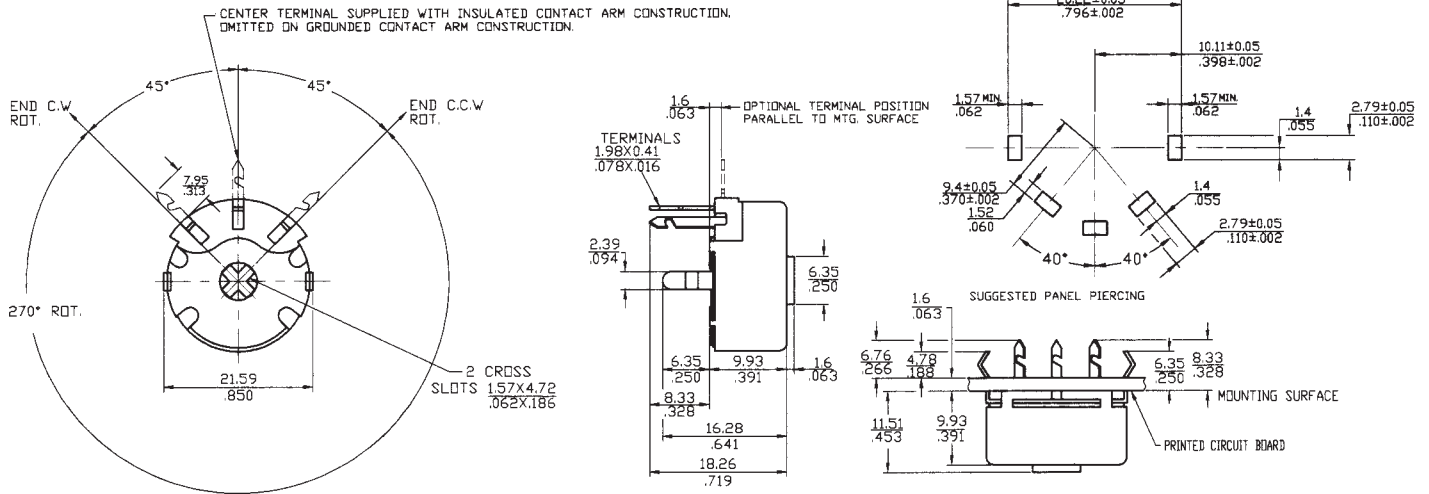 CENTER TERMINAL SUPPLIED WITH INSULATED CONTACT ARM CONSTRUCTION.
OMITTED ON GROUNDED CONTACT ARM CONSTRUCTION.
45°
45°
END C.W
ROT.
END C.C.W
ROT.
7.95
.313
270° ROT.
21.59
.850
2 CROSS
SLOTS 1.57X4.72
.062X.186
1.6
.063
OPTIONAL TERMINAL POSITION
PARALLEL TO MTG. SURFACE
TERMINALS
1.98X0.41
.078X.016
2.39
.094
6.35
.250
6.35
.250
9.93
.391
1.6
.063
8.33
.328
16.28
.641
18.26
.719
.796±.002
10.11±0.05
.398±.002
1.57 MIN.
.062
1.57 MIN.
.062
1.4
.055
2.79±0.05
.110±.002
9.4±0.05
.370±.002
1.52
.060
1.4
.055
2.79±0.05
.110±.002
40°
40°
SUGGESTED PANEL PIERCING
1.6
.063
6.76
.266
4.78
.188
6.35
.250
8.33
.328
MOUNTING SURFACE
11.51
.453
9.93
.391
PRINTED CIRCUIT BOARD